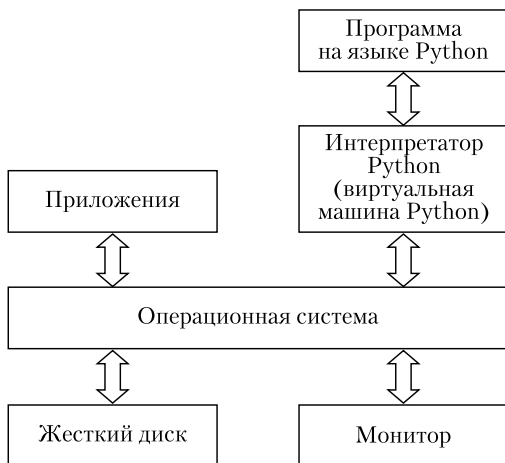 Программа
на языке Python
Интерпретатор
Python
(виртуальная
машина Python)
Приложения
Операционная система
Жесткий диск
Монитор